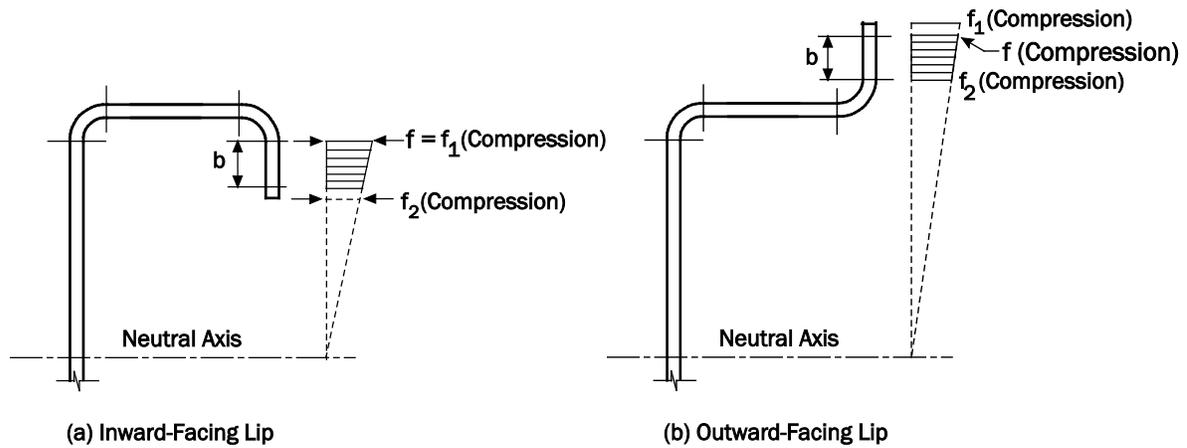 b
f = f1 (Compression)
f2 (Compression)
Neutral Axis
(a) Inward-Facing Lip
b
f1 (Compression)
f (Compression)
f2 (Compression)
Neutral Axis
(b) Outward-Facing Lip